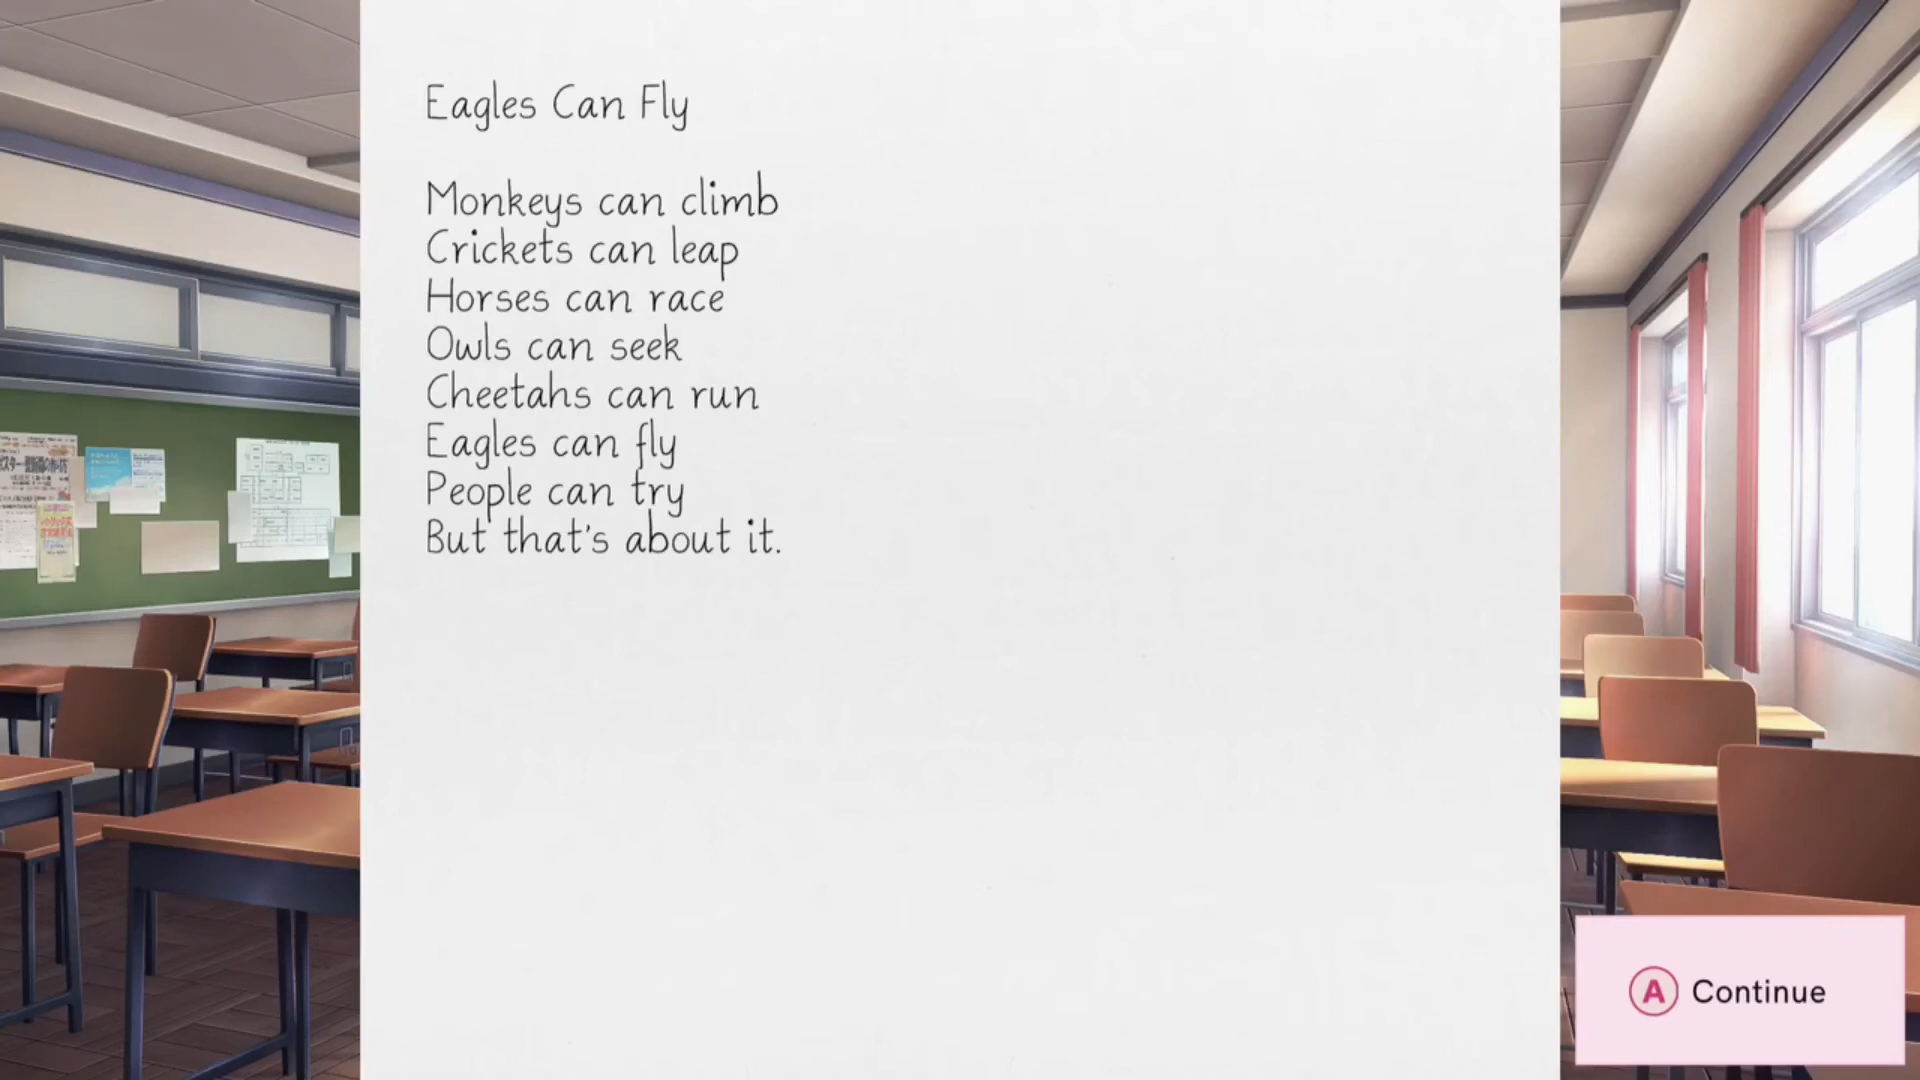 Eagles Can Fly
Monkeys can climb
Crickets can leap
Horses can race
Owls can seek
Cheetahs can run
Eagles can fly
People can try
But that's about it.
A Continue